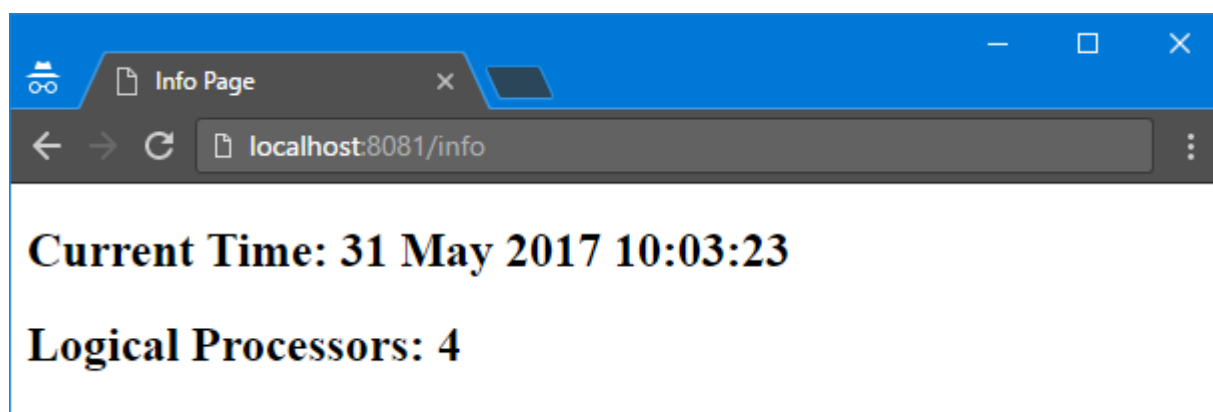 Info Page
localhost:8081/info
Current Time: 31 May 2017 10:03:23
Logical Processors: 4